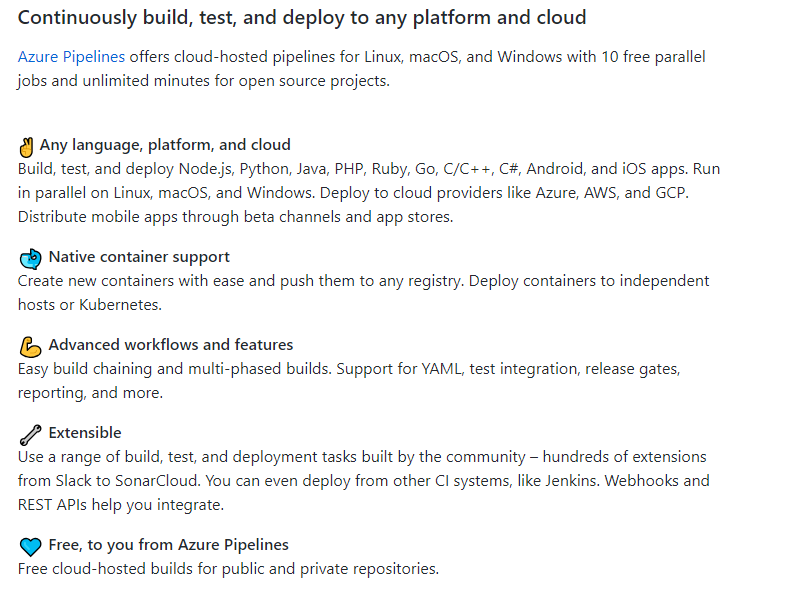 Continuously build, test, and deploy to any platform and cloud
Azure Pipelines offers cloud-hosted pipelines for Linux, macOS, and Windows with 10 free parallel
jobs and unlimited minutes for open source projects.
Any language, platform, and cloud
Build, test, and deploy Node.js, Python, Java, PHP, Ruby, Go, C/C++, C#, Android, and iOS apps. Run
in parallel on Linux, macOS, and Windows. Deploy to cloud providers like Azure, AWS, and GCP.
Distribute mobile apps through beta channels and app stores.
Native container support
Create new containers with ease and push them to any registry. Deploy containers to independent
hosts or Kubernetes.
Advanced workflows and features
Easy build chaining and multi-phased builds. Support for YAML, test integration, release gates,
reporting, and more.
Extensible
Use a range of build, test, and deployment tasks built by the community – hundreds of extensions
from Slack to SonarCloud. You can even deploy from other CI systems, like Jenkins. Webhooks and
REST APIs help you integrate.
Free, to you from Azure Pipelines
Free cloud-hosted builds for public and private repositories.